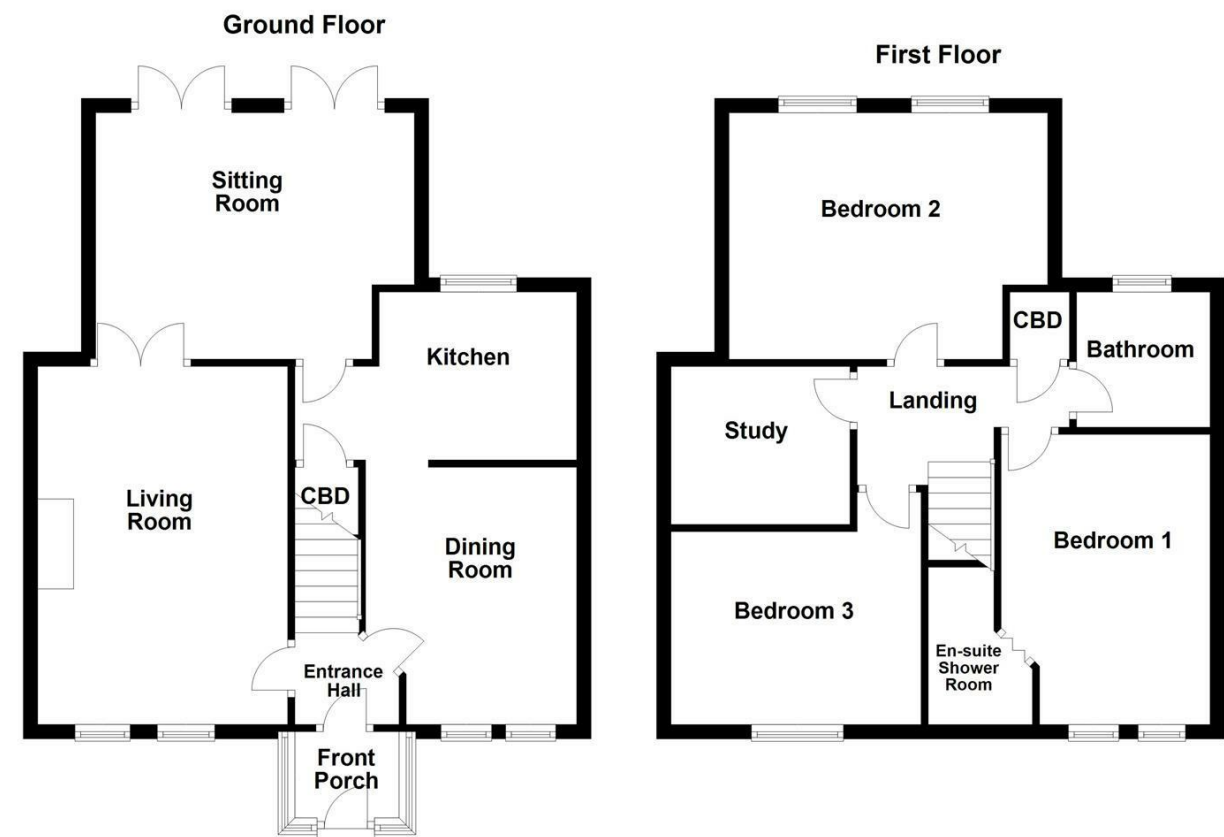 Ground Floor
Sitting
Room
Kitchen
Living
Room
CBD
Dining
Room
Entrance
Hall
Front
Porch
First Floor
Bedroom 2
CBD
Bathroom
Landing
Study
Bedroom 1
Bedroom 3
En-suite
Shower
Room